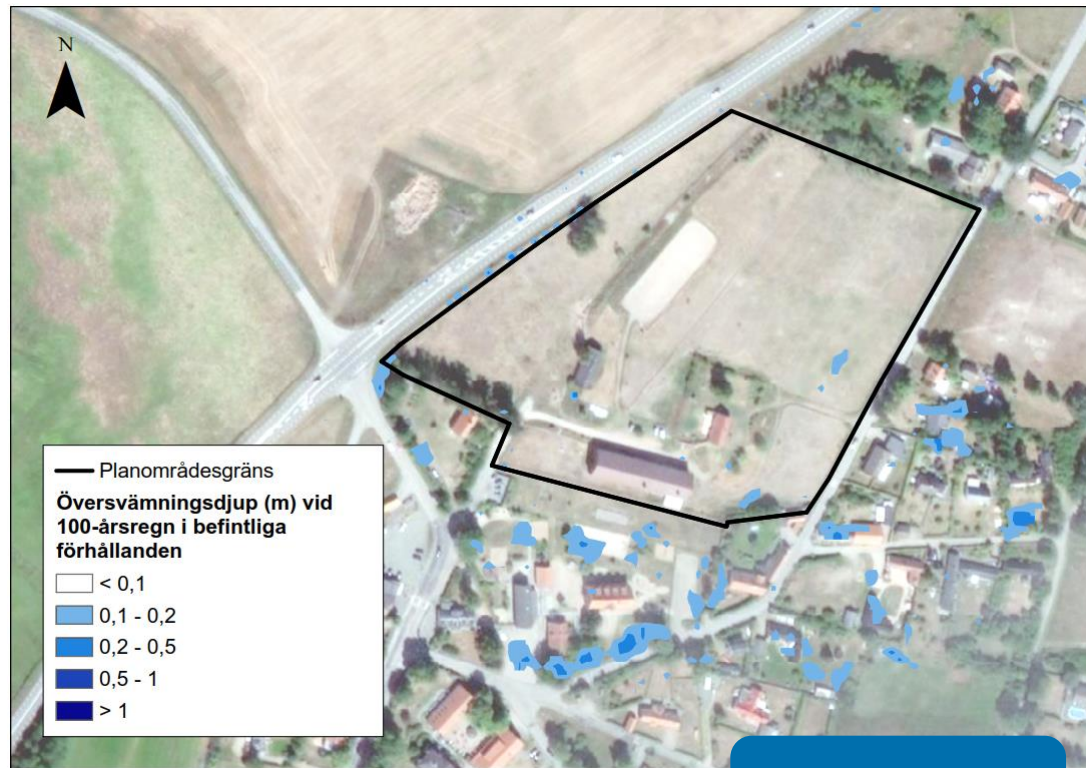 N
Planområdesgräns
Översvämningsdjup (m) vid
100-årsregn i befintliga
förhållanden
< 0,1
0,1 - 0,2
0,2 - 0,5
0,5 - 1
> 1